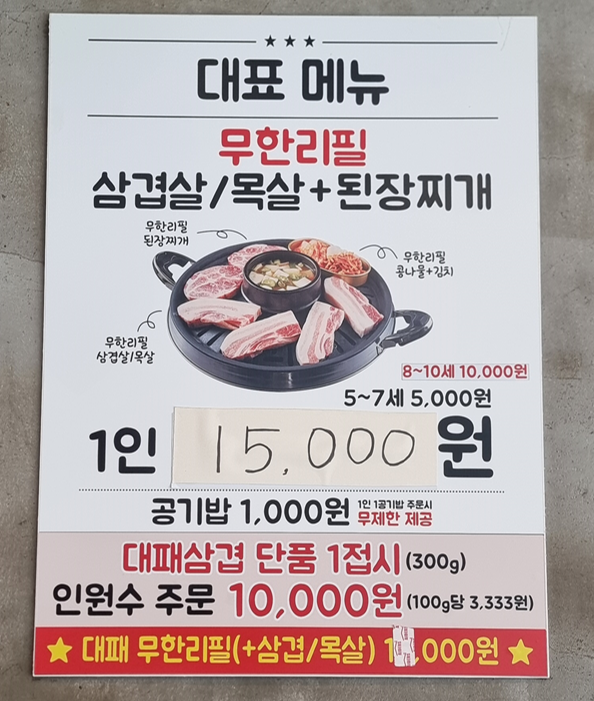 대표 메뉴
무한리필
삼겹살/목살+된장찌개
무한리필
된장찌개
무한리필
콩나물+김치
무한리필
삼겹살/목살
8~10세 10,000원
5~7세 5,000원
1인 15,000원
공기밥 1,000원 1인 1공기밥 주문시
무제한 제공
대패삼겹 단품 1접시(300g)
인원수 주문 10,000원(100g당 3,333원)
대패 무한리필(+삼겹/목살)